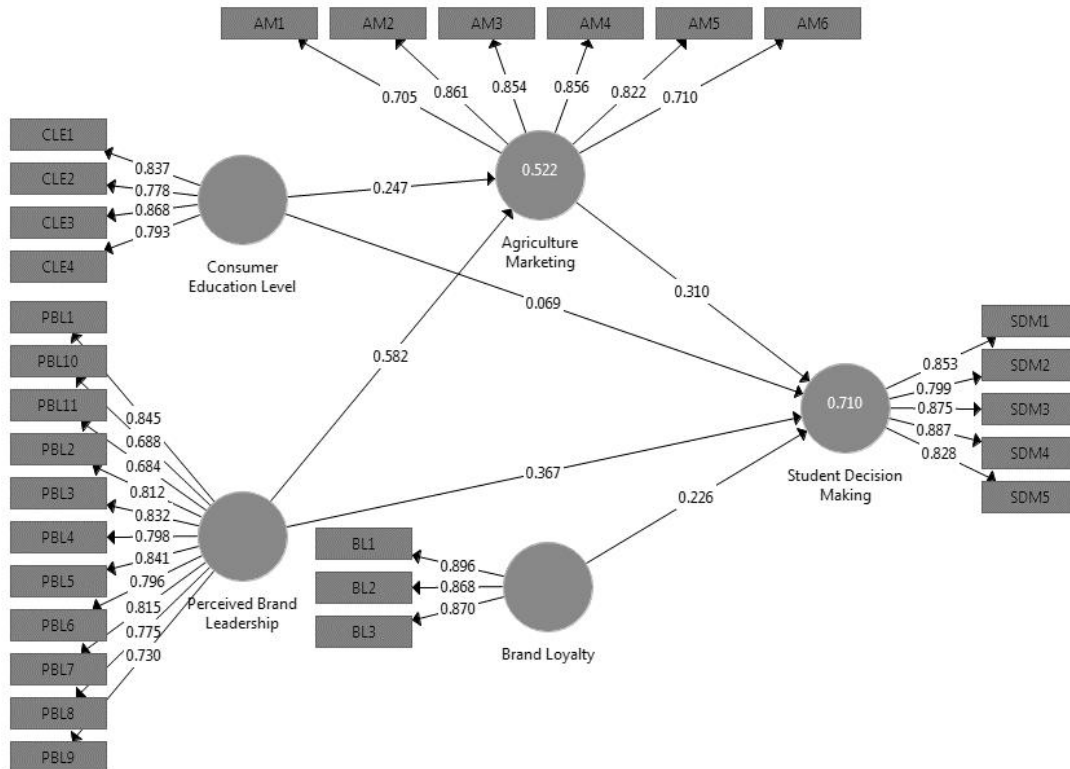 AM1 AM2 AM3 AM4 AM5 AM6
0.705 0.861 0.854 0.856 0.822 0.710
CLE1
CLE2
CLE3
CLE4
0.837
0.778
0.868
0.793
Consumer
Education Level
0.247
0.522
Agriculture
Marketing
0.069
0.310
0.582
PBL1
PBL10
PBL11
PBL2
PBL3
PBL4
PBL5
PBL6
PBL7
PBL8
PBL9
0.845
0.688
0.684
0.812
0.832
0.798
0.841
0.796
0.815
0.775
0.730
Perceived Brand
Leadership
0.367
BL1
BL2
BL3
0.896
0.868
0.870
Brand Loyalty
0.226
0.710
Student Decision
Making
0.853
0.799
0.875
0.887
0.828
SDM1
SDM2
SDM3
SDM4
SDM5